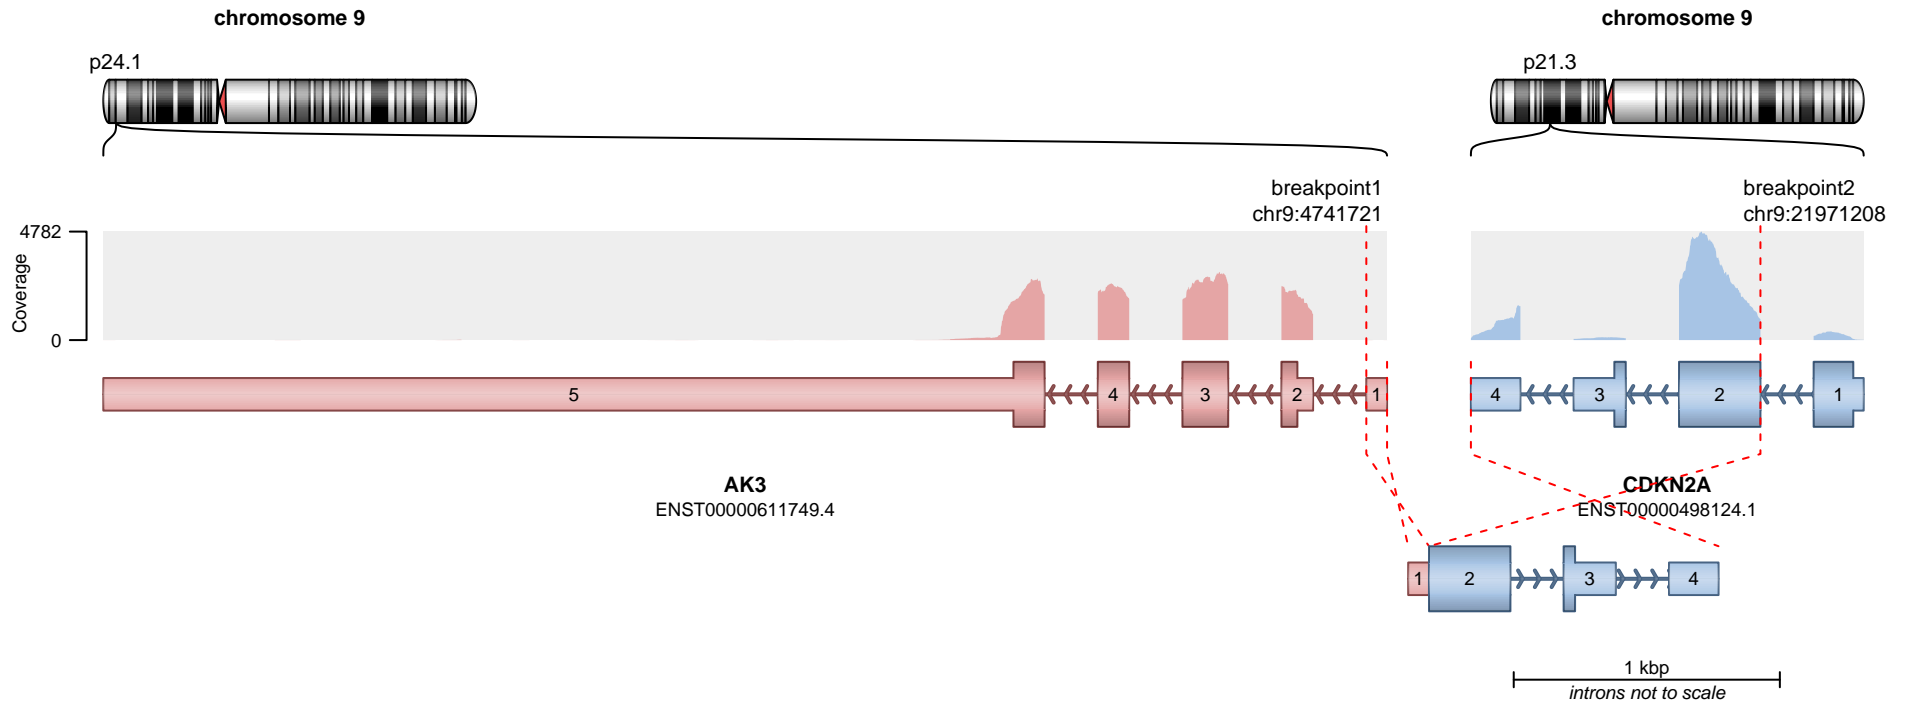 chromosome 9
chromosome 9
p24.1
p21.3
breakpoint1
chr9:4741721
breakpoint2
chr9:21971208
4782
Coverage
0
5
4
3
2
1
4
3
2
1
AK3
ENST00000611749.4
CDKN2A
ENST00000498124.1
1
2
3
4
1 kbp
introns not to scale